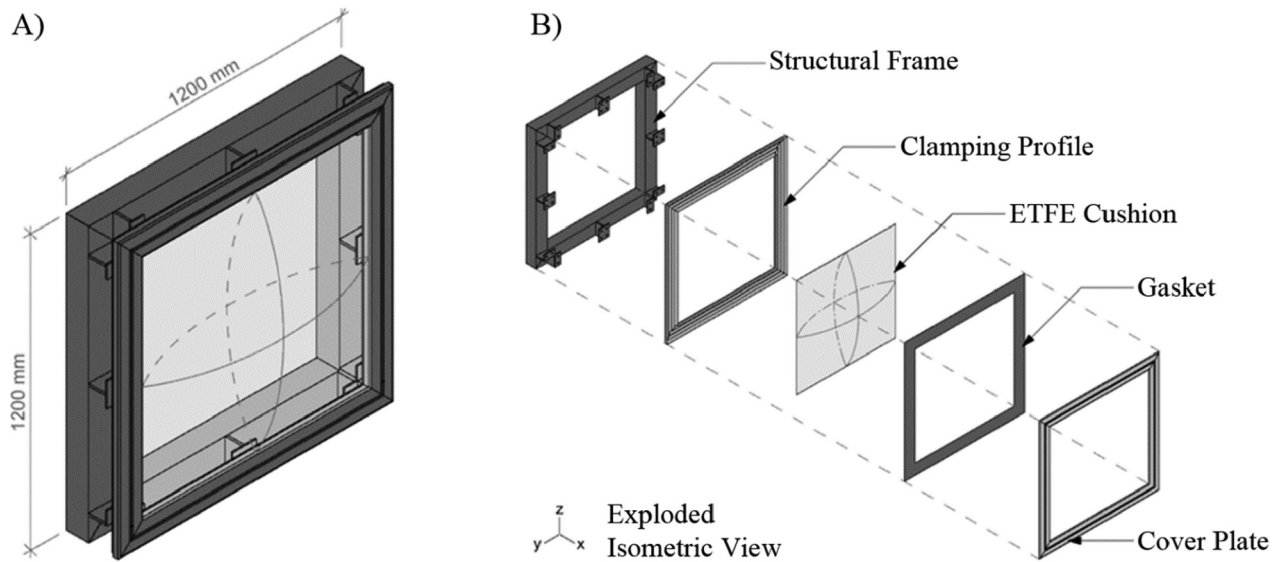 A)
1200 mm
1200 mm
B)
Structural Frame
Clamping Profile
ETFE Cushion
Gasket
Cover Plate
z
y x
Exploded
Isometric View